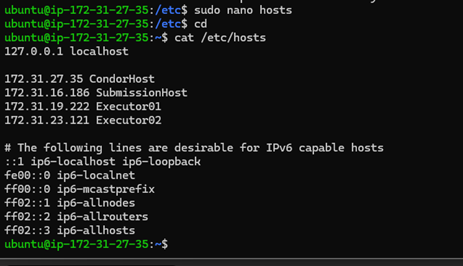 ubuntu@ip-172-31-27-35:/etc$ sudo nano hosts
ubuntu@ip-172-31-27-35:/etc$ cd
ubuntu@ip-172-31-27-35:~$ cat /etc/hosts
127.0.0.1 localhost
172.31.27.35 CondorHost
172.31.16.186 SubmissionHost
172.31.19.222 Executor01
172.31.23.121 Executor02
# The following lines are desirable for IPv6 capable hosts
::1 ip6-localhost ip6-loopback
fe00::0 ip6-localnet
ff00::0 ip6-mcastprefix
ff02::1 ip6-allnodes
ff02::2 ip6-allrouters
ff02::3 ip6-allhosts
ubuntu@ip-172-31-27-35:~$